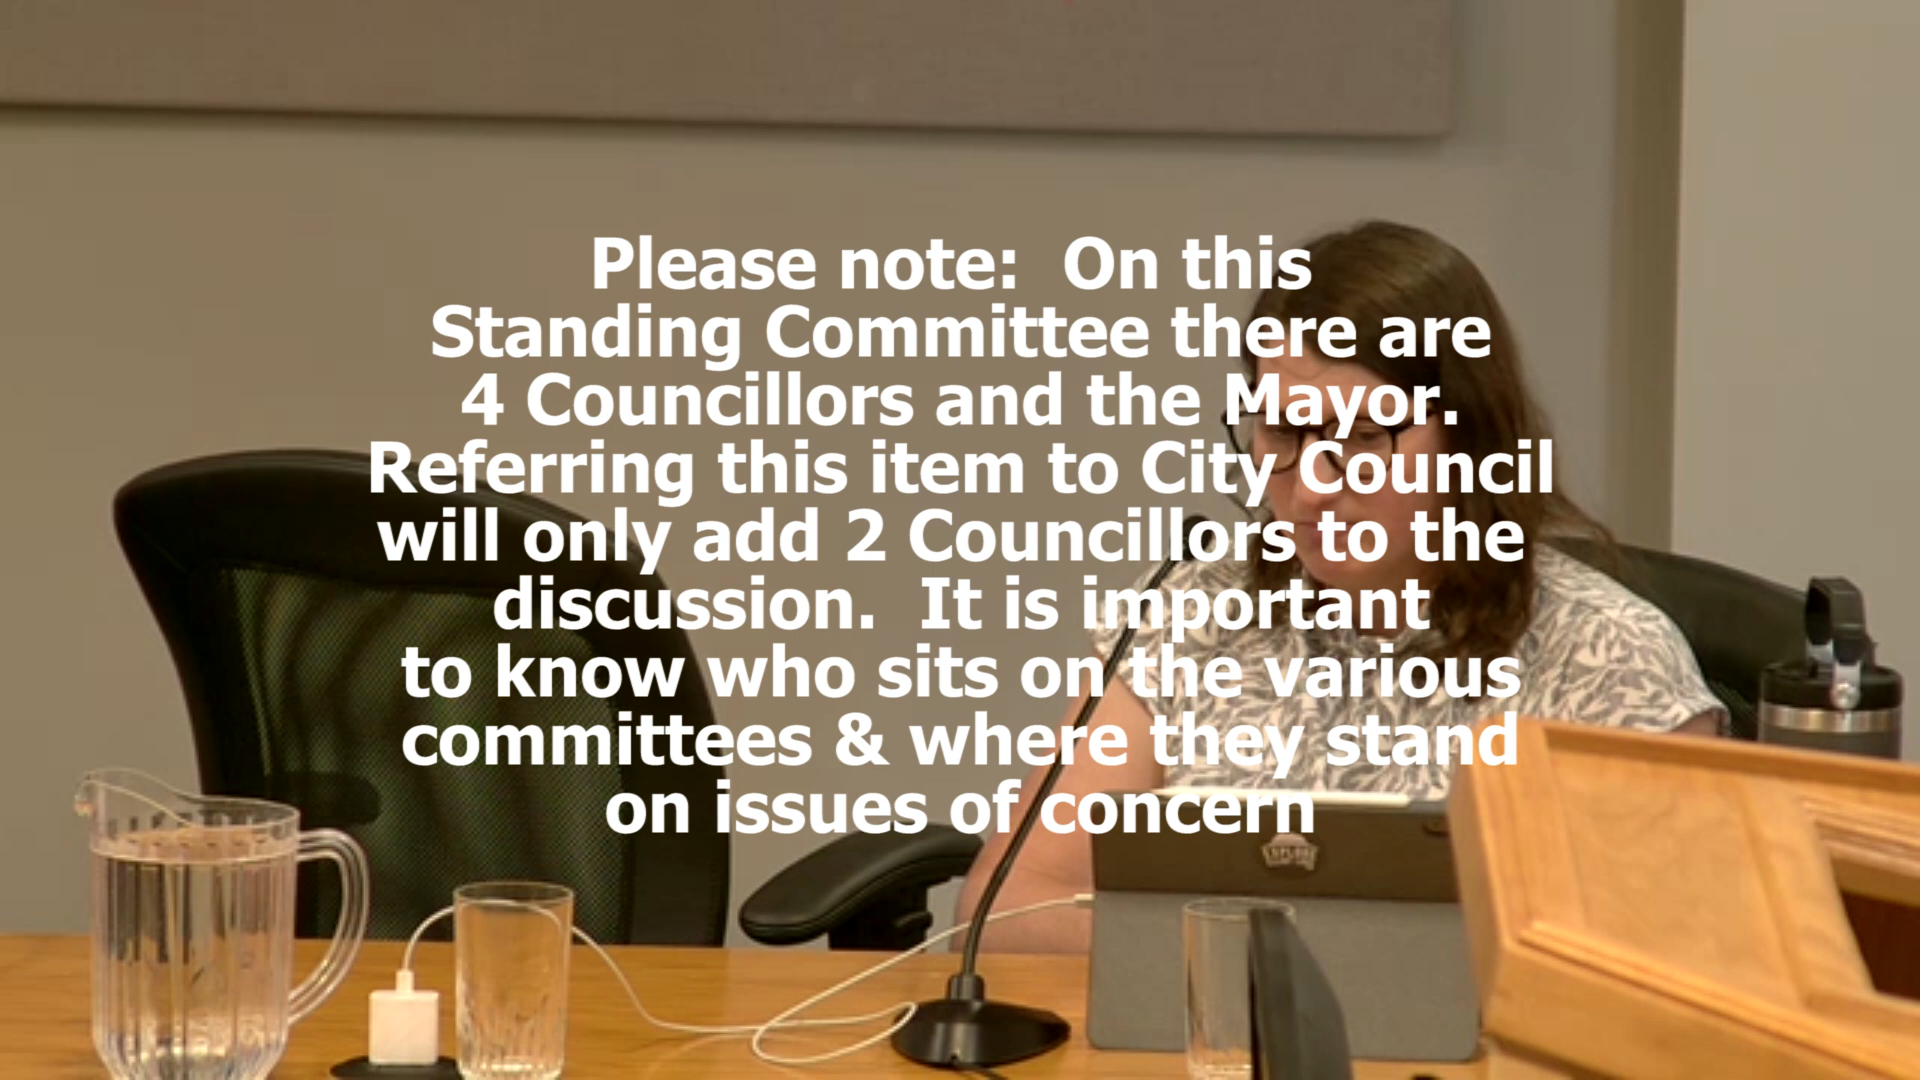 Please note:  On this
Standing Committee there are
4 Councillors and the Mayor.
Referring this item to City Council
will only add 2 Councillors to the
discussion.  It is important
to know who sits on the various
committees & where they stand
on issues of concern